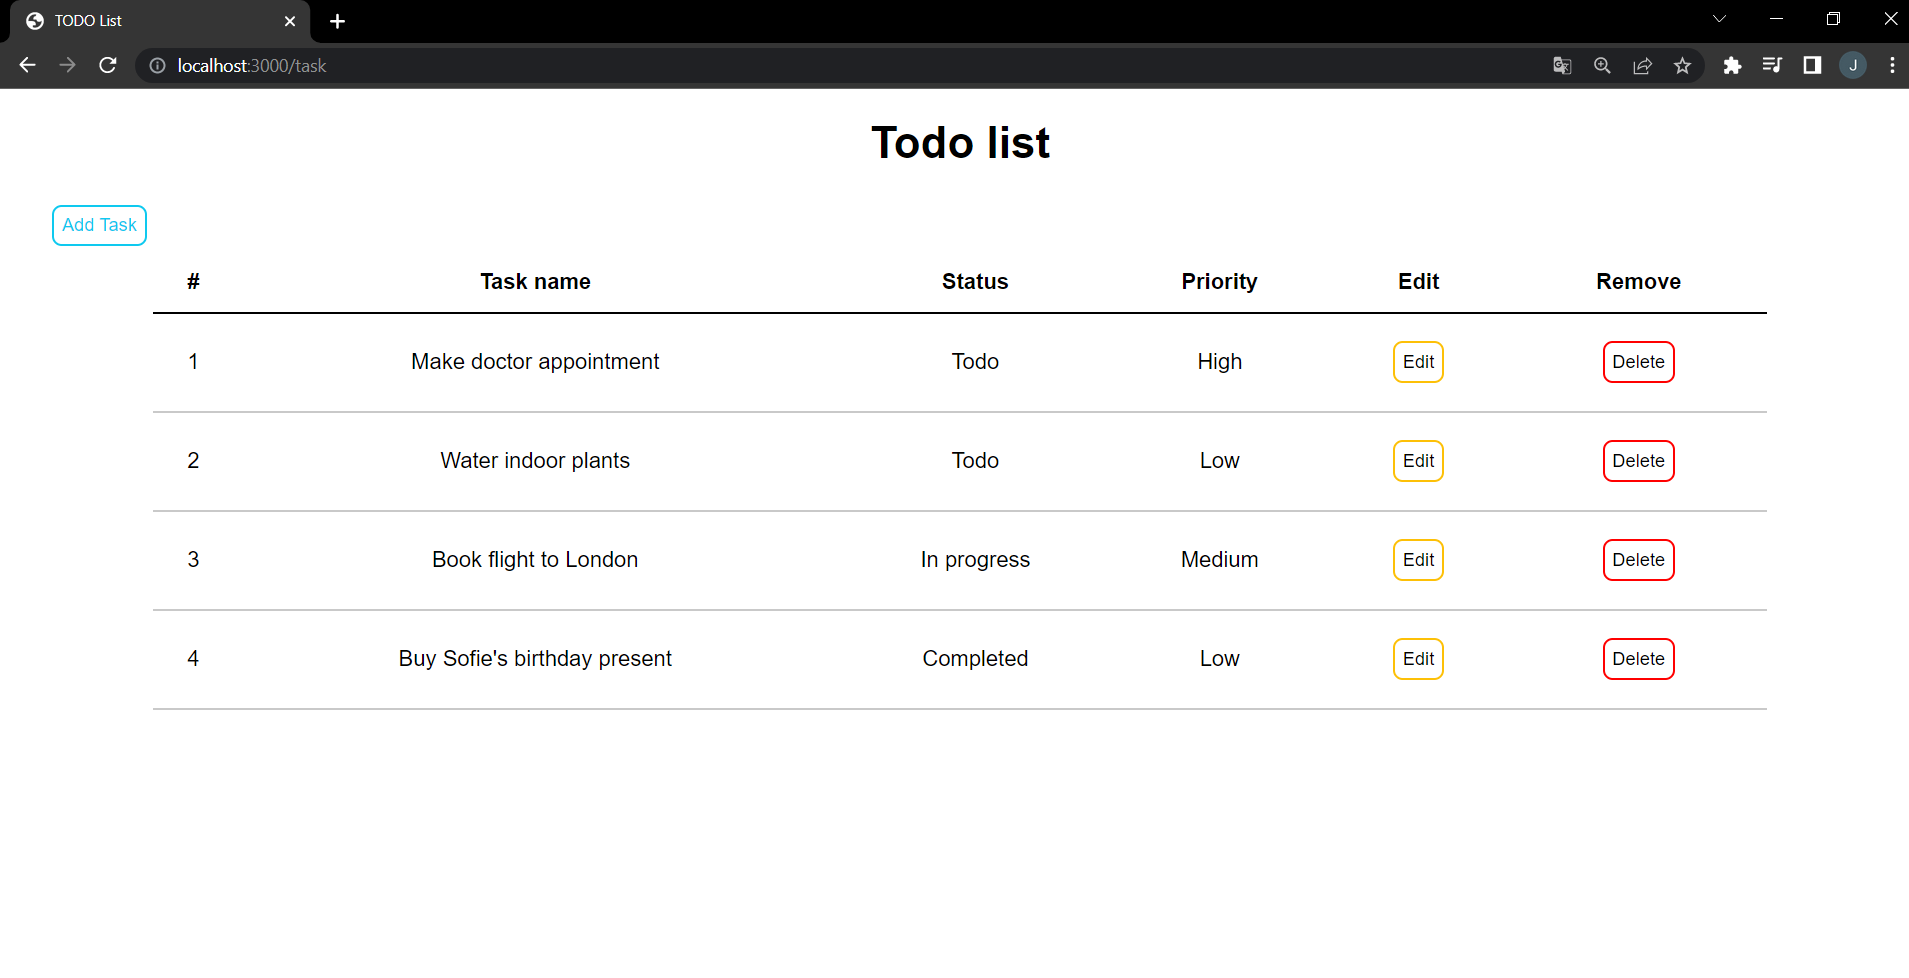 TODO List
localhost:3000/task
J
Todo list
Add Task
# Task name Status Priority Edit Remove
1 Make doctor appointment Todo High Edit Delete
2 Water indoor plants Todo Low Edit Delete
3 Book flight to London In progress Medium Edit Delete
4 Buy Sofie's birthday present Completed Low Edit Delete